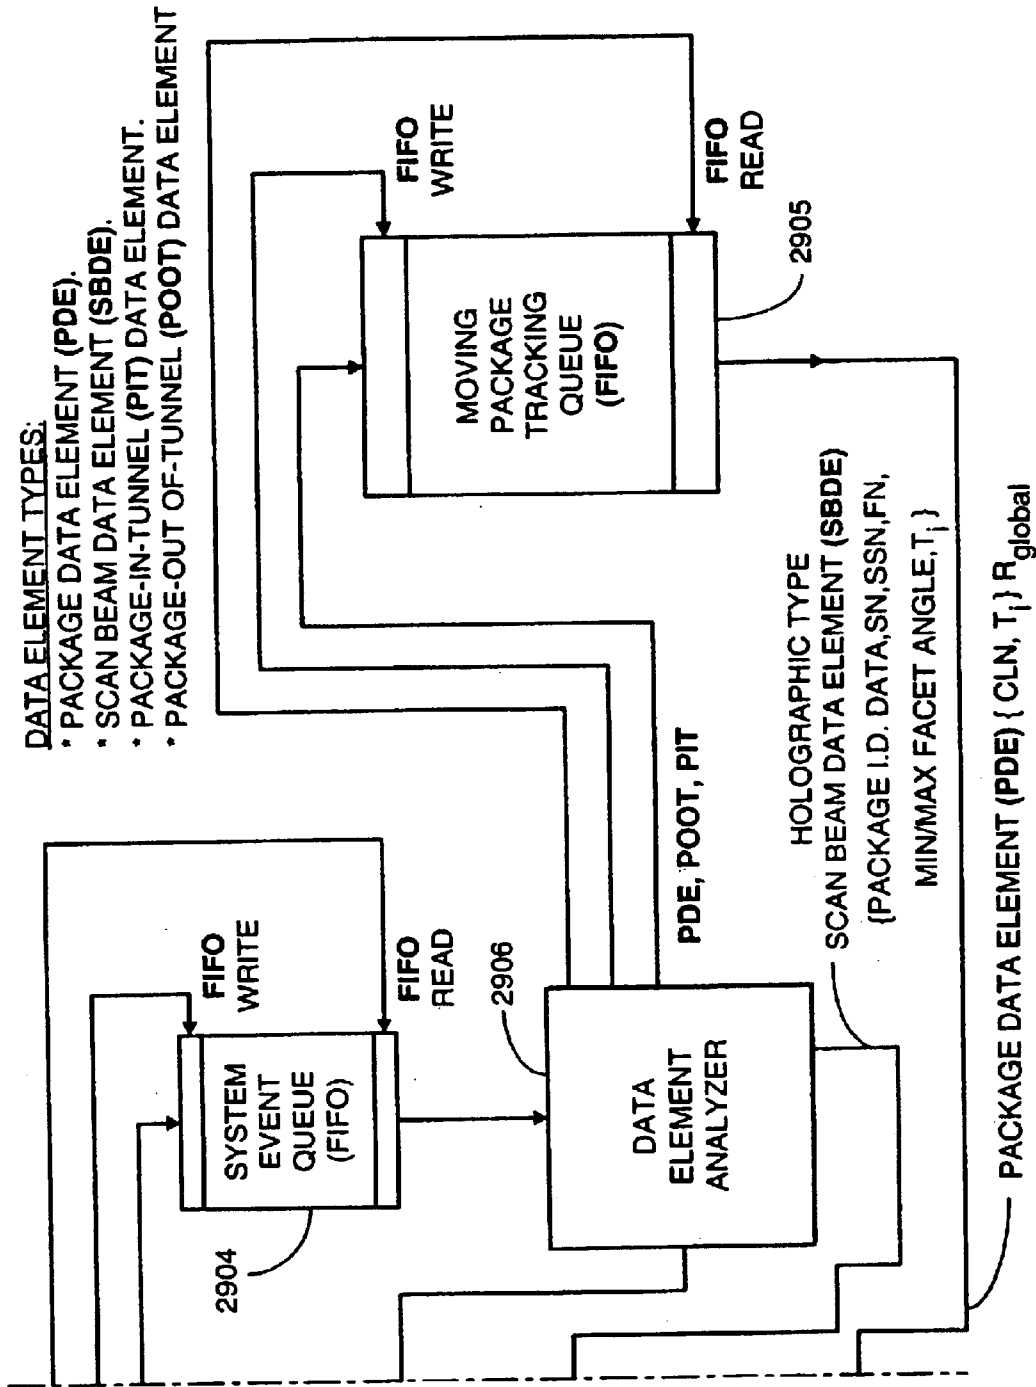 DATA ELEMENT TYPES:
* PACKAGE DATA ELEMENT (PDE).
* SCAN BEAM DATA ELEMENT (SBDE).
* PACKAGE-IN-TUNNEL (PIT) DATA ELEMENT.
* PACKAGE-OUT OF-TUNNEL (POOT) DATA ELEMENT
FIFO
WRITE
SYSTEM
EVENT
QUEUE
(FIFO)
2904
FIFO
READ
2906
DATA
ELEMENT
ANALYZER
PDE, POOT, PIT
FIFO
WRITE
MOVING
PACKAGE
TRACKING
QUEUE
(FIFO)
FIFO
READ
2905
HOLOGRAPHIC TYPE
SCAN BEAM DATA ELEMENT (SBDE)
{PACKAGE I.D. DATA,SN,SSN,FN,
MIN/MAX FACET ANGLE,Tj }
PACKAGE DATA ELEMENT (PDE) { CLN, Tj} Rglobal